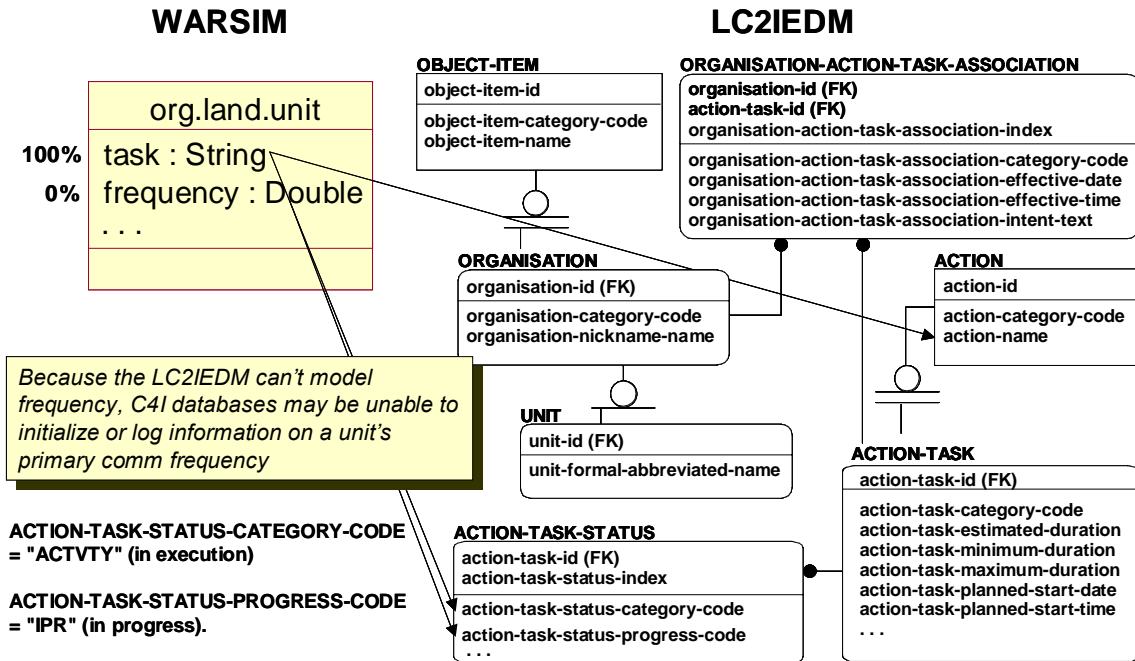 WARSIM
LC2IEDM
org.land.unit
100% task : String
0% frequency : Double
. . .
OBJECT-ITEM
object-item-id
object-item-category-code
object-item-name
ORGANISATION-ACTION-TASK-ASSOCIATION
organisation-id (FK)
action-task-id (FK)
organisation-action-task-association-index
organisation-action-task-association-category-code
organisation-action-task-association-effective-date
organisation-action-task-association-effective-time
organisation-action-task-association-intent-text
ORGANISATION
organisation-id (FK)
organisation-category-code
organisation-nickname-name
ACTION
action-id
action-category-code
action-name
Because the LC2IEDM can't model
frequency, C4I databases may be unable to
initialize or log information on a unit's
primary comm frequency
UNIT
unit-id (FK)
unit-formal-abbreviated-name
ACTION-TASK
action-task-id (FK)
action-task-category-code
action-task-estimated-duration
action-task-minimum-duration
action-task-maximum-duration
action-task-planned-start-date
action-task-planned-start-time
. . .
ACTION-TASK-STATUS-CATEGORY-CODE
= "ACTVTY" (in execution)
ACTION-TASK-STATUS-PROGRESS-CODE
= "IPR" (in progress).
ACTION-TASK-STATUS
action-task-id (FK)
action-task-status-index
action-task-status-category-code
action-task-status-progress-code
. . .